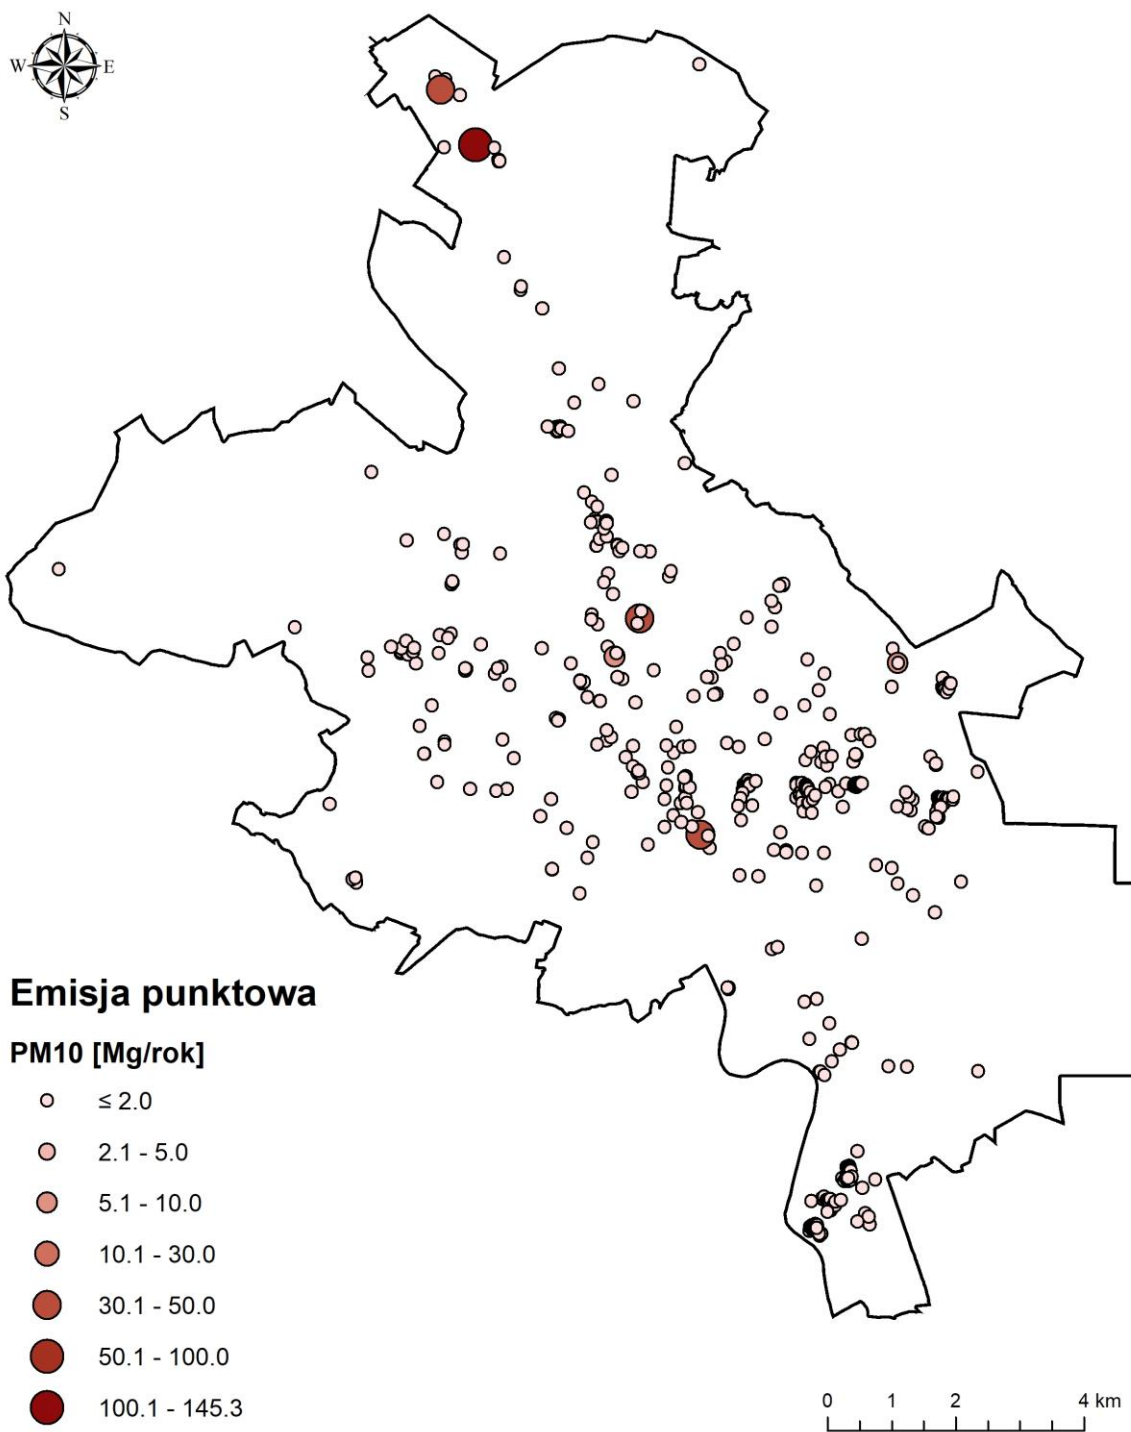 N
W E
S
Emisja punktowa
PM10 [Mg/rok]
≤ 2.0
2.1 - 5.0
5.1 - 10.0
10.1 - 30.0
30.1 - 50.0
50.1 - 100.0
100.1 - 145.3
0 1 2 4 km